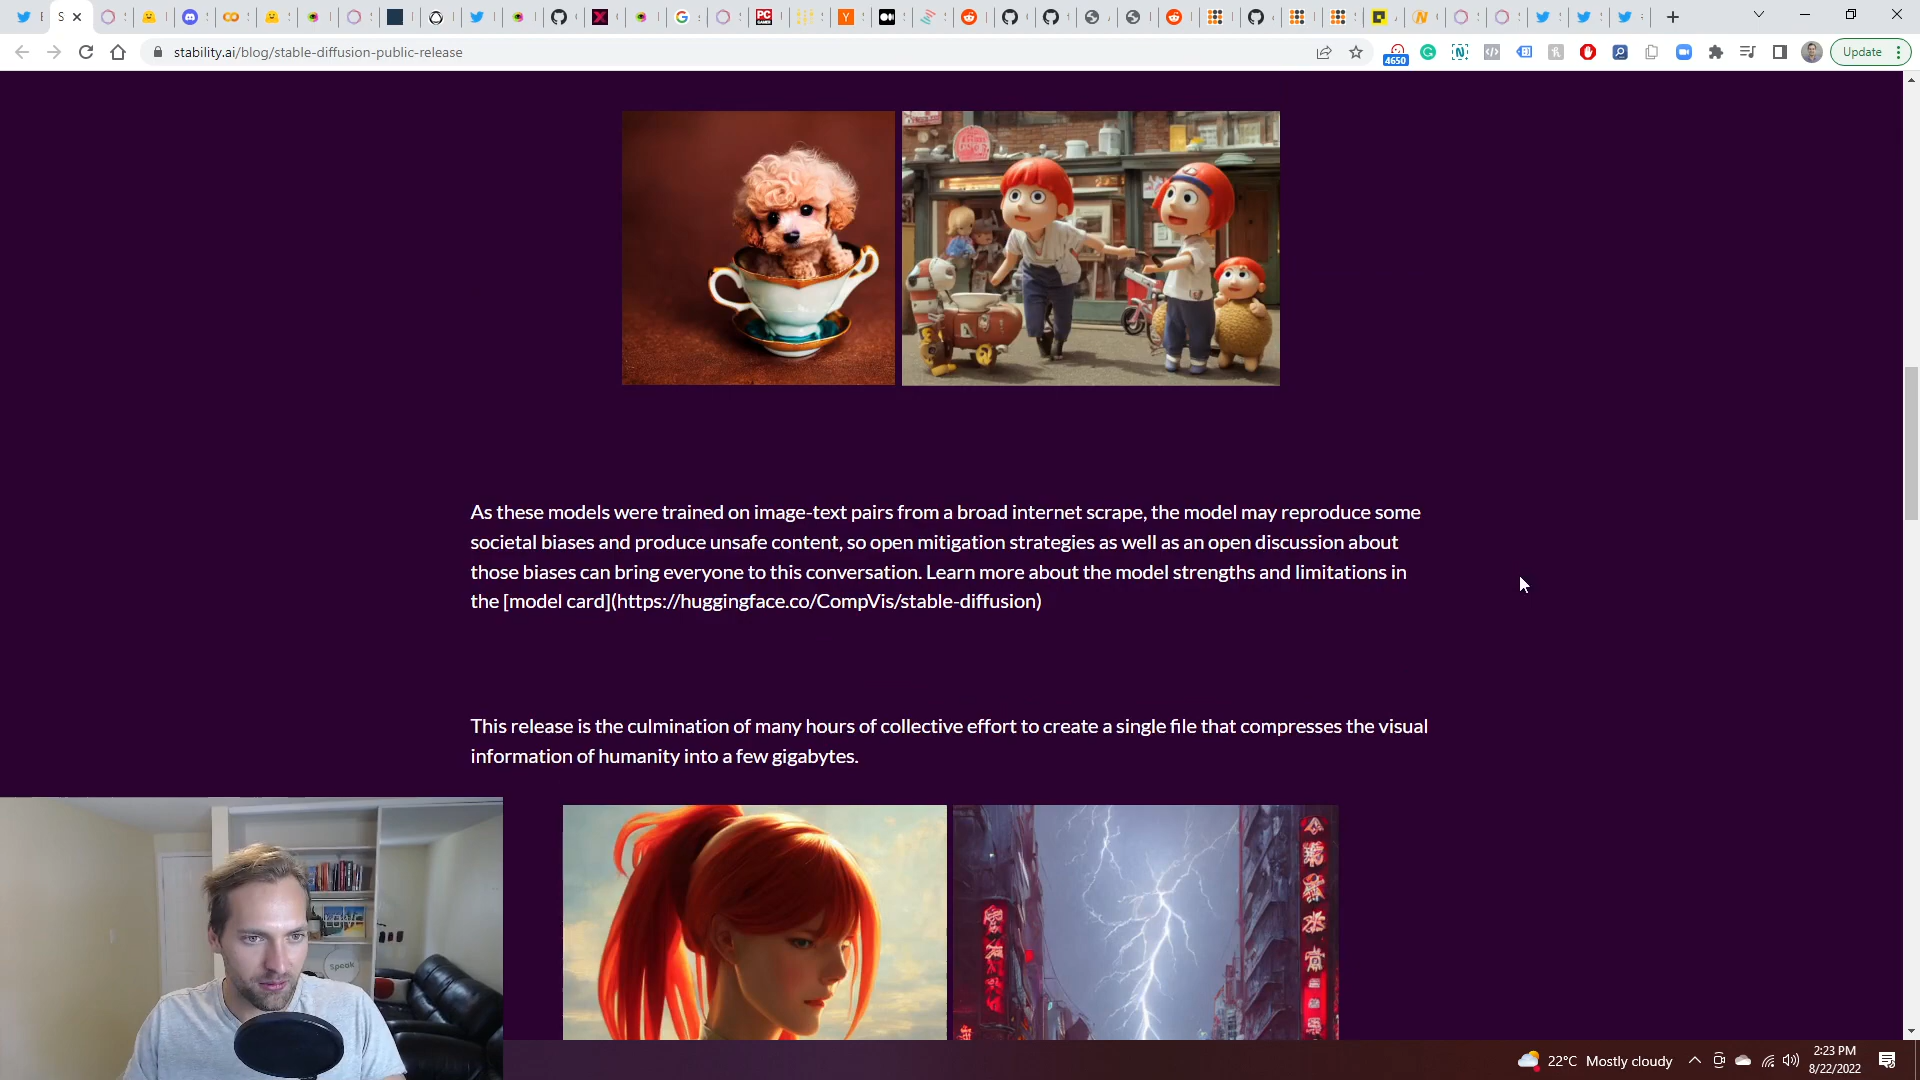 S
stability.ai/blog/stable-diffusion-public-release
4650
Update
As these models were trained on image-text pairs from a broad internet scrape, the model may reproduce some
societal biases and produce unsafe content, so open mitigation strategies as well as an open discussion about
those biases can bring everyone to this conversation. Learn more about the model strengths and limitations in
the [model card](https://huggingface.co/CompVis/stable-diffusion)
This release is the culmination of many hours of collective effort to create a single file that compresses the visual
information of humanity into a few gigabytes.
Speak
22°C Mostly cloudy
2:23 PM
8/22/2022